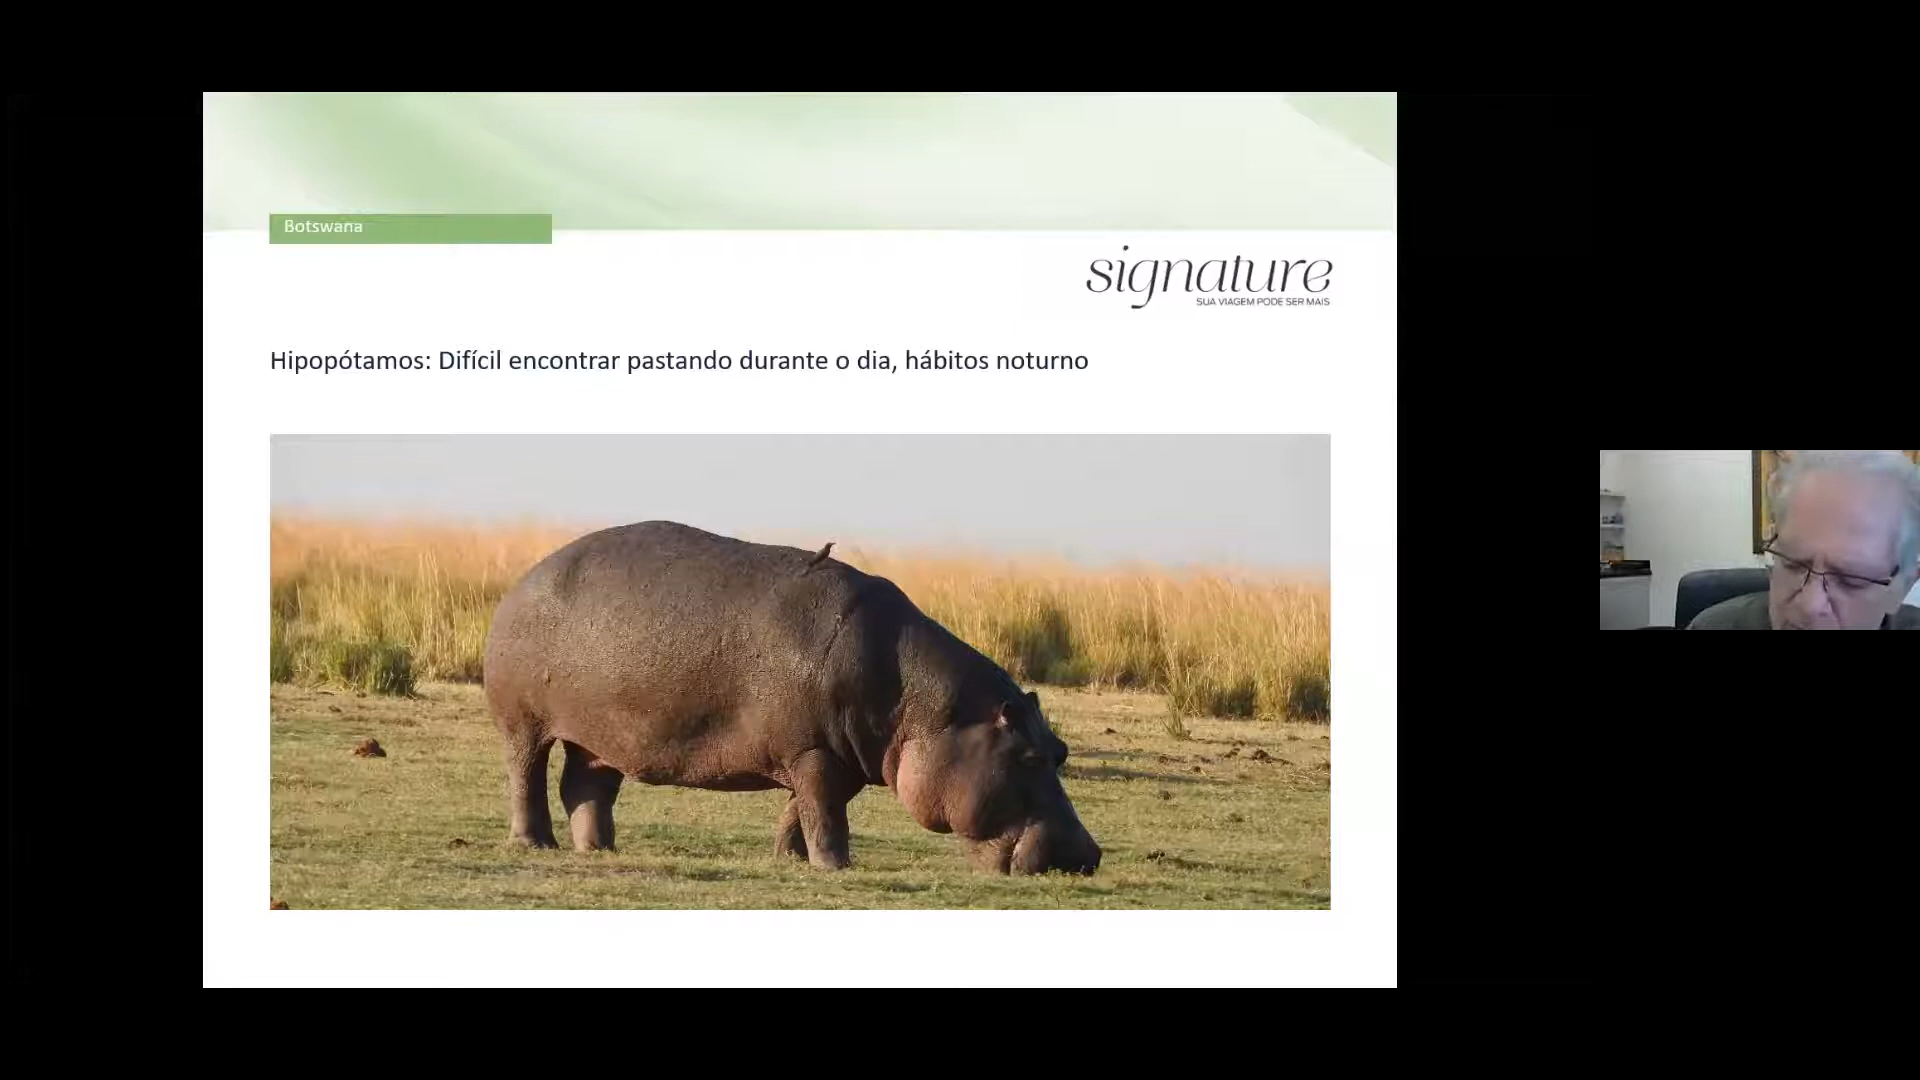 Botswana
signature
SUA VIAGEM PODE SER MAIS
Hipopótamos: Difícil encontrar pastando durante o dia, hábitos noturno